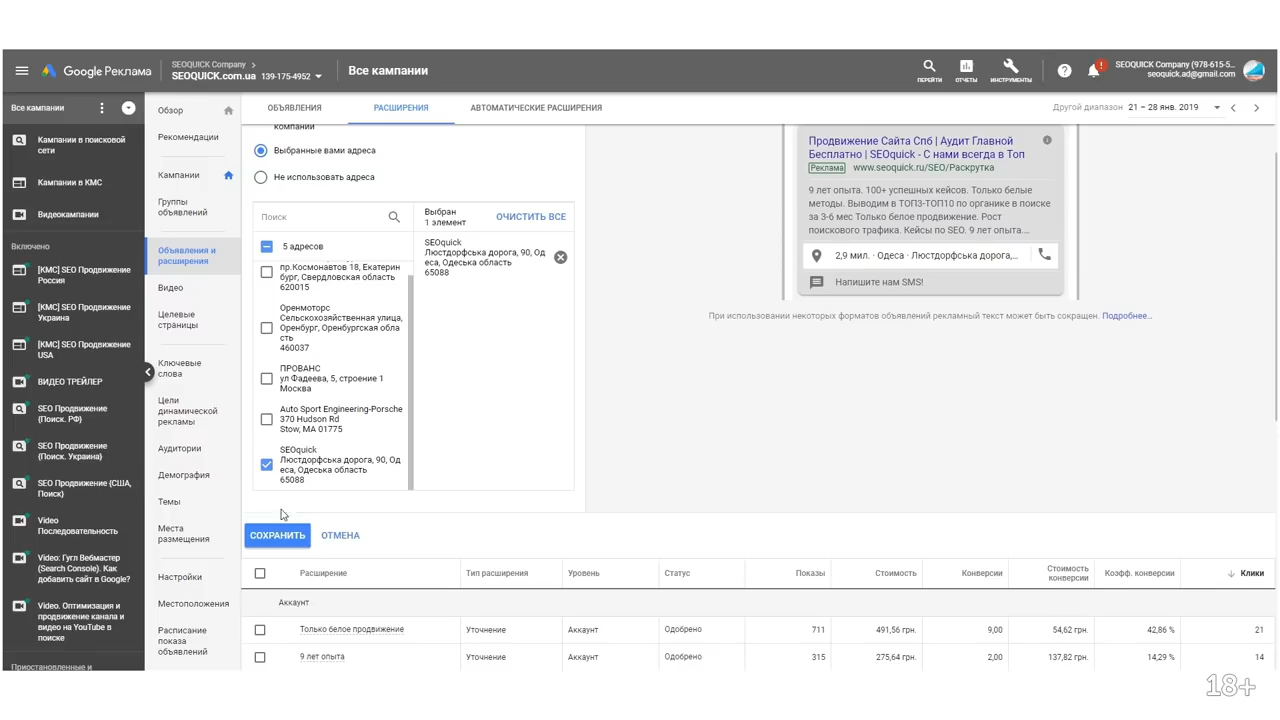 Google Реклама
SEOQUICK Company
SEOQUICK.com.ua 139-175-4952
Все кампании
ПЕРЕЙТИ
ОТЧЕТЫ
ИНСТРУМЕНТЫ
SEOQUICK Company (978-615-5...
seoquick.ad@gmail.com
Все кампании
Кампании в поисковой
сети
Кампании в КМС
Видеокампании
Включено
[КМС] SEO Продвижение
Россия
[КМС] SEO Продвижение
Украина
[КМС] SEO Продвижение
USA
ВИДЕО ТРЕЙЛЕР
SEO Продвижение
(Поиск. РФ)
SEO Продвижение
(Поиск. Украина)
SEO Продвижение (США,
Поиск)
Video
Последовательность
Video: Гугл Вебмастер
(Search Console). Как
добавить сайт в Google?
Video. Оптимизация и
продвижение канала и
видео на YouTube в
поиске
Приостановленные и
Обзор
Рекомендации
Кампании
Группы
объявлений
Объявления и
расширения
Видео
Целевые
страницы
Ключевые
слова
Цели
динамической
рекламы
Аудитории
Демография
Темы
Места
размещения
Настройки
Местоположения
Расписание
показа
объявлений
ОБЪЯВЛЕНИЯ
РАСШИРЕНИЯ
АВТОМАТИЧЕСКИЕ РАСШИРЕНИЯ
Другой диапазон 21 – 28 янв. 2019
компании
Выбранные вами адреса
Не использовать адреса
Поиск
Выбран
1 элемент
ОЧИСТИТЬ ВСЕ
5 адресов
пр.Космонавтов 18, Екатерин
бург, Свердловская область
620015
Оренмоторс
Сельскохозяйственная улица,
Оренбург, Оренбургская обла
сть
460037
ПРОВАНС
ул Фадеева, 5, строение 1
Москва
Auto Sport Engineering-Porsche
370 Hudson Rd
Stow, MA 01775
SEOquick
Люстдорфська дорога, 90, Од
еса, Одеська область
65088
SEOquick
Люстдорфська дорога, 90, Од
еса, Одеська область
65088
Продвижение Сайта Спб | Аудит Главной
Бесплатно | SEOquick - С нами всегда в Топ
Реклама www.seoquick.ru/SEO/Раскрутка
9 лет опыта. 100+ успешных кейсов. Только белые
методы. Выводим в ТОП3-ТОП10 по органике в поиске
за 3-6 мес Только белое продвижение. Рост
поискового трафика. Кейсы по SEO. 9 лет опыта....
2,9 мил. · Одеса · Люстдорфська дорога,...
Напишите нам SMS!
При использовании некоторых форматов объявлений рекламный текст может быть сокращен. Подробнее...
СОХРАНИТЬ
ОТМЕНА
Расширение Тип расширения Уровень Статус Показы Стоимость Конверсии Стоимость конверсии Коэфф. конверсии Клики
Аккаунт
Только белое продвижение Уточнение Аккаунт Одобрено 711 491,56 грн. 9,00 54,62 грн. 42,86 % 21
9 лет опыта Уточнение Аккаунт Одобрено 315 275,64 грн. 2,00 137,82 грн. 14,29 % 14
18+